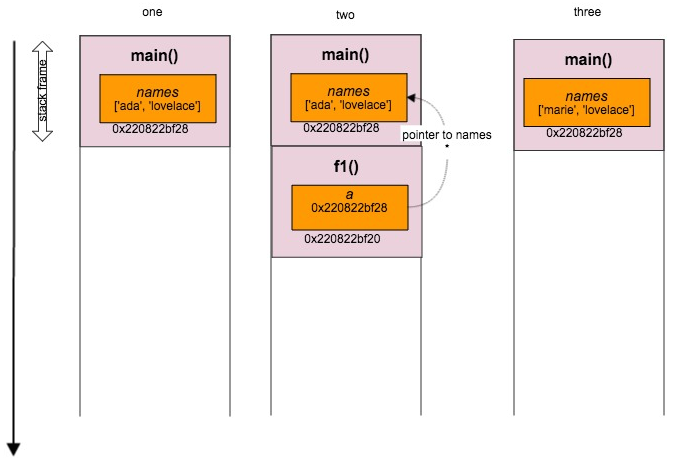 one
two
three
stack frame
main()
names
['ada', 'lovelace']
0x220822bf28
main()
names
['ada', 'lovelace']
0x220822bf28
pointer to names
*
f1()
a
0x220822bf28
0x220822bf20
main()
names
['marie', 'lovelace']
0x220822bf28